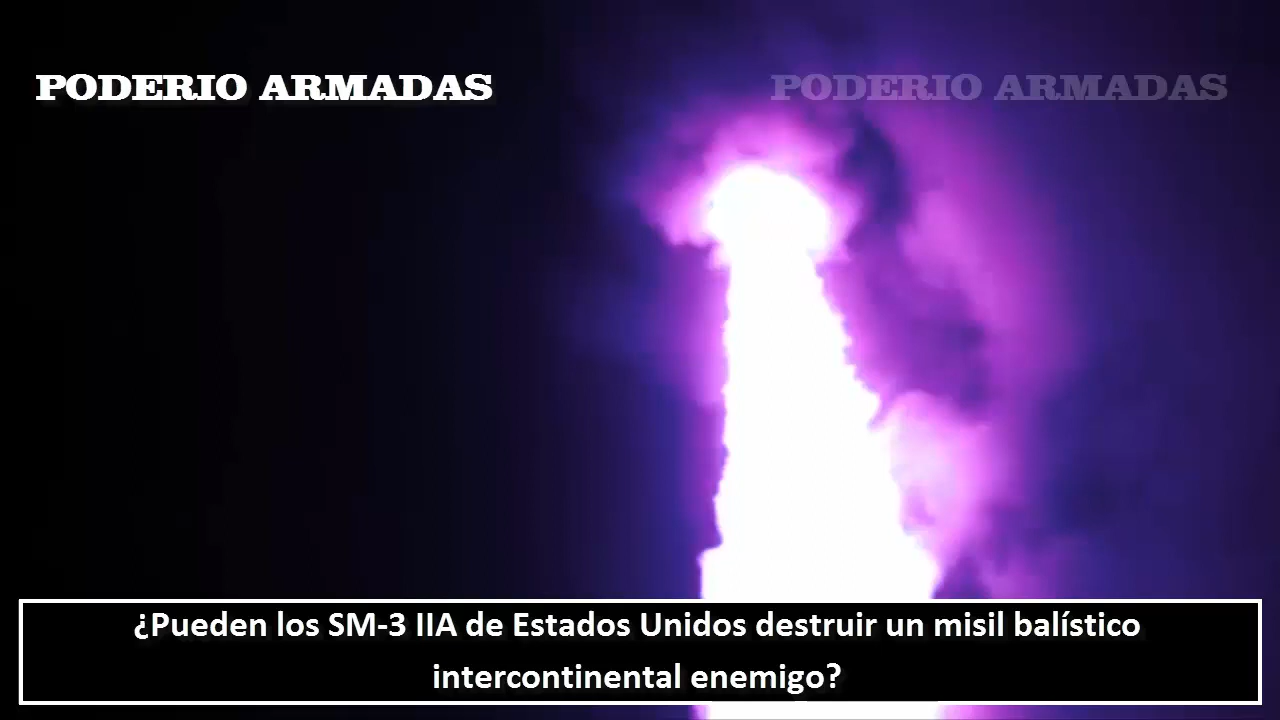 PODERIO ARMADAS
PODERIO ARMADAS
¿Pueden los SM-3 IIA de Estados Unidos destruir un misil balístico
intercontinental enemigo?